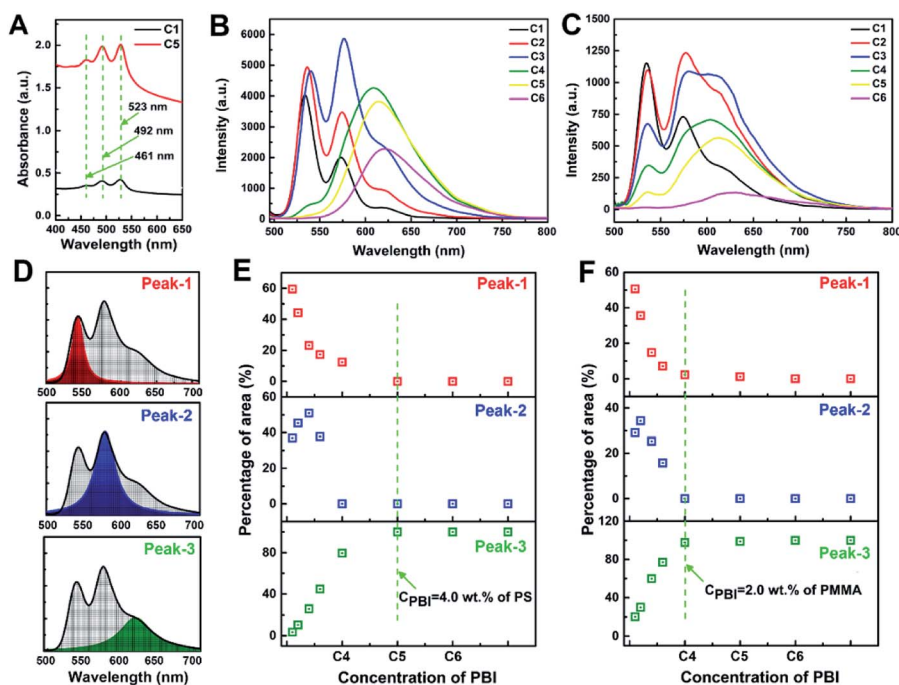 A
C1
C5
2.0
1.5
1.0
0.5
0.0
523 nm
492 nm
461 nm
400 450 500 550 600 650
Wavelength (nm)
Absorbance (a.u.)
B
C1
C2
C3
C4
C5
C6
6000
5000
4000
3000
2000
1000
0
500 550 600 650 700 750 800
Wavelength (nm)
Intensity (a.u.)
C
C1
C2
C3
C4
C5
C6
1250
1000
750
500
250
0
500 550 600 650 700 750 800
Wavelength (nm)
Intensity (a.u.)
D
Peak-1
500 550 600 650 700
Peak-2
500 550 600 650 700
Peak-3
500 550 600 650 700
Wavelength (nm)
E
Peak-1
60
40
20
0
Peak-2
60
40
20
0
Peak-3
80
40
0
C_PBI=4.0 wt.% of PS
C4 C5 C6
Concentration of PBI
Percentage of area (%)
F
Peak-1
60
40
20
0
Peak-2
40
20
0
Peak-3
120
80
40
0
C_PBI=2.0 wt.% of PMMA
C4 C5 C6
Concentration of PBI
Percentage of area (%)